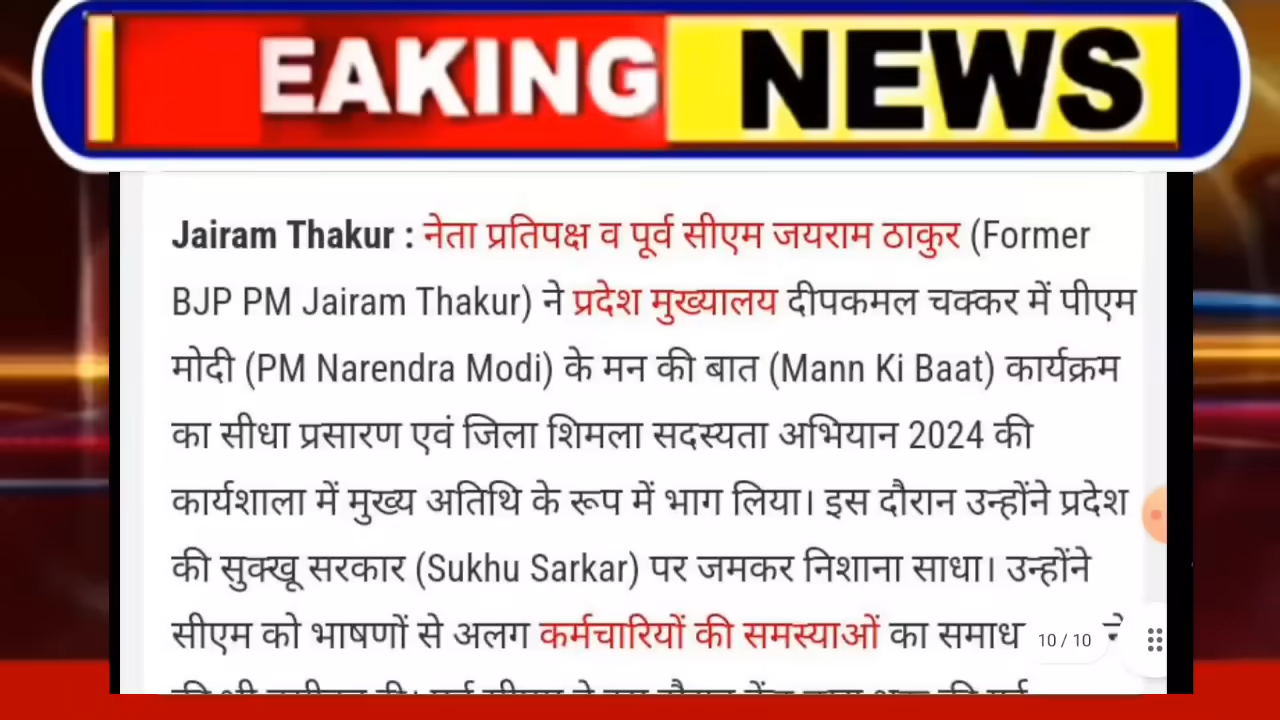 EAKING NEWS
Jairam Thakur : नेता प्रतिपक्ष व पूर्व सीएम जयराम ठाकुर (Former
BJP PM Jairam Thakur) ने प्रदेश मुख्यालय दीपकमल चक्कर में पीएम
मोदी (PM Narendra Modi) के मन की बात (Mann Ki Baat) कार्यक्रम
का सीधा प्रसारण एवं जिला शिमला सदस्यता अभियान 2024 की
कार्यशाला में मुख्य अतिथि के रूप में भाग लिया। इस दौरान उन्होंने प्रदेश
की सुक्खू सरकार (Sukhu Sarkar) पर जमकर निशाना साधा। उन्होंने
सीएम को भाषणों से अलग कर्मचारियों की समस्याओं का समाध
10 / 10